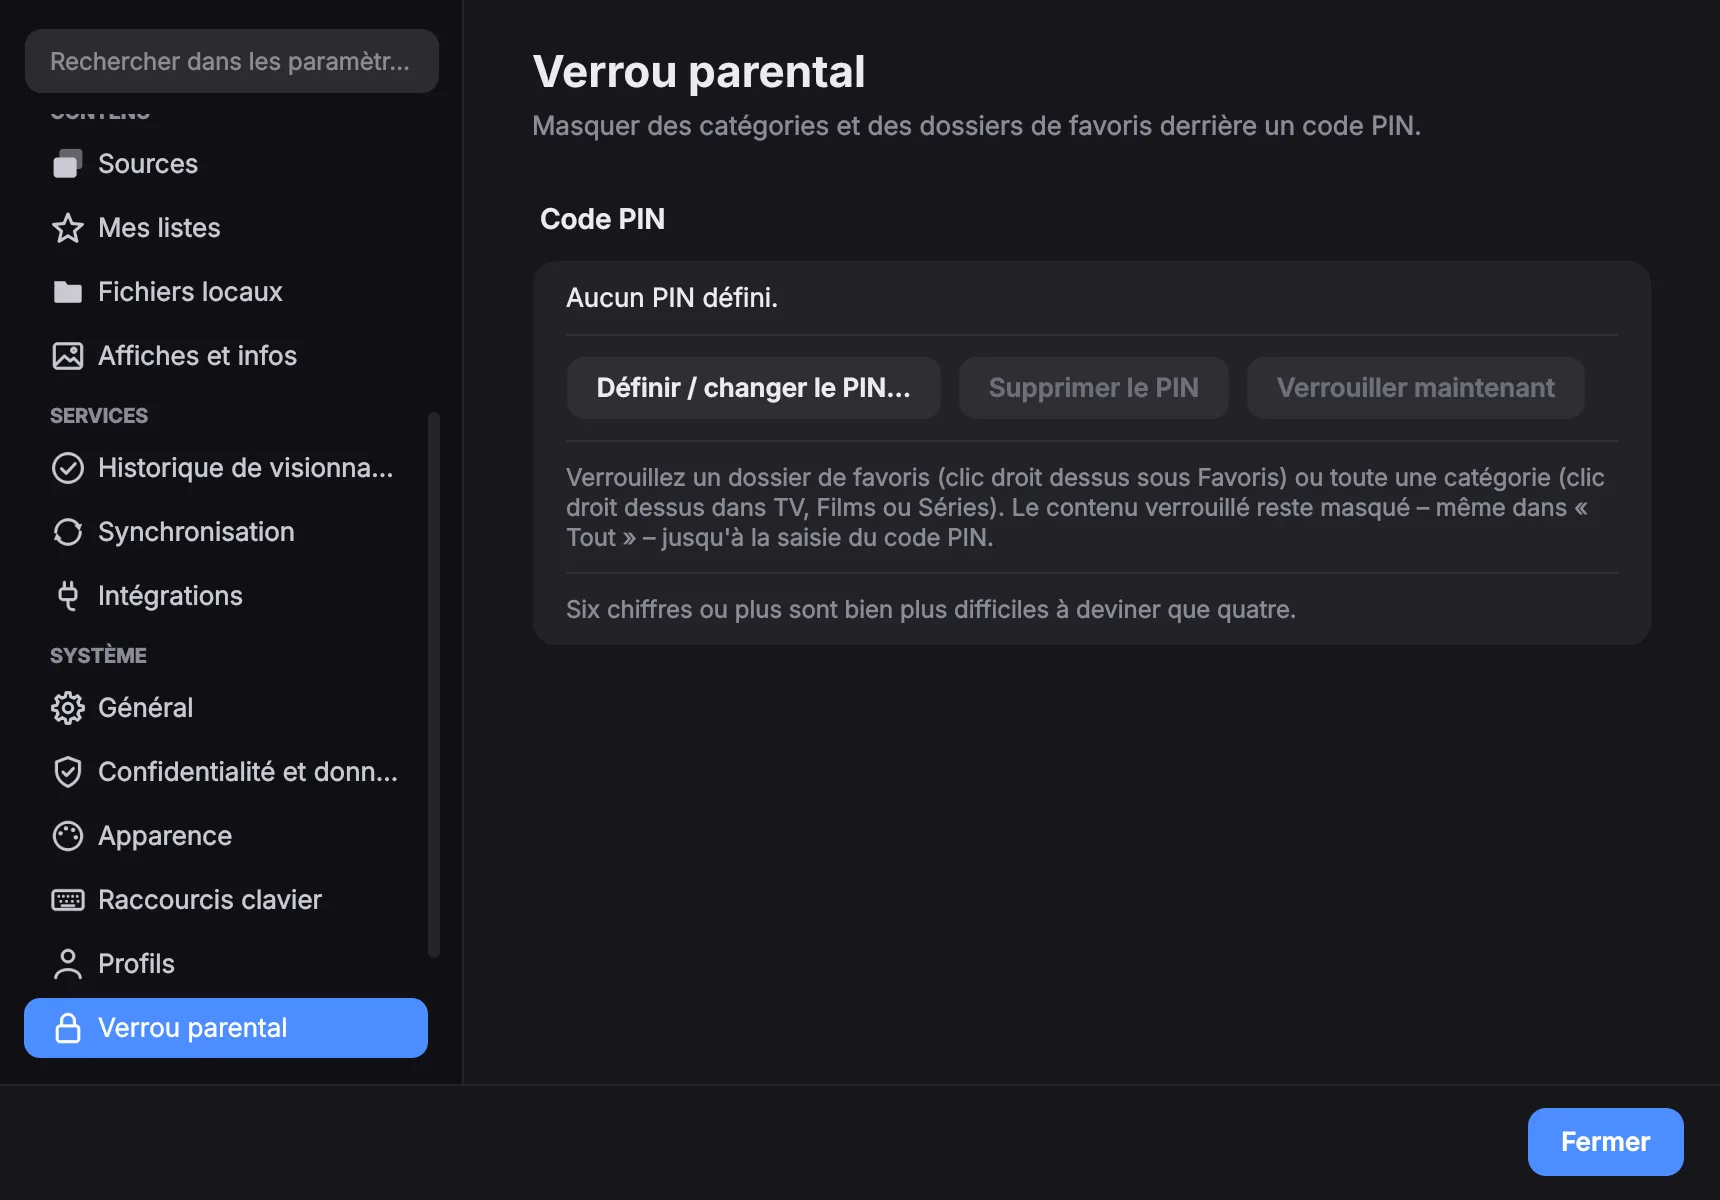 Rechercher dans les paramètr...
Sources
Mes listes
Fichiers locaux
Affiches et infos
SERVICES
Historique de visionna...
Synchronisation
Intégrations
SYSTÈME
Général
Confidentialité et donn...
Apparence
Raccourcis clavier
Profils
Verrou parental
Verrou parental
Masquer des catégories et des dossiers de favoris derrière un code PIN.
Code PIN
Aucun PIN défini.
Définir / changer le PIN...
Supprimer le PIN
Verrouiller maintenant
Verrouillez un dossier de favoris (clic droit dessus sous Favoris) ou toute une catégorie (clic
droit dessus dans TV, Films ou Séries). Le contenu verrouillé reste masqué – même dans «
Tout » – jusqu'à la saisie du code PIN.
Six chiffres ou plus sont bien plus difficiles à deviner que quatre.
Fermer